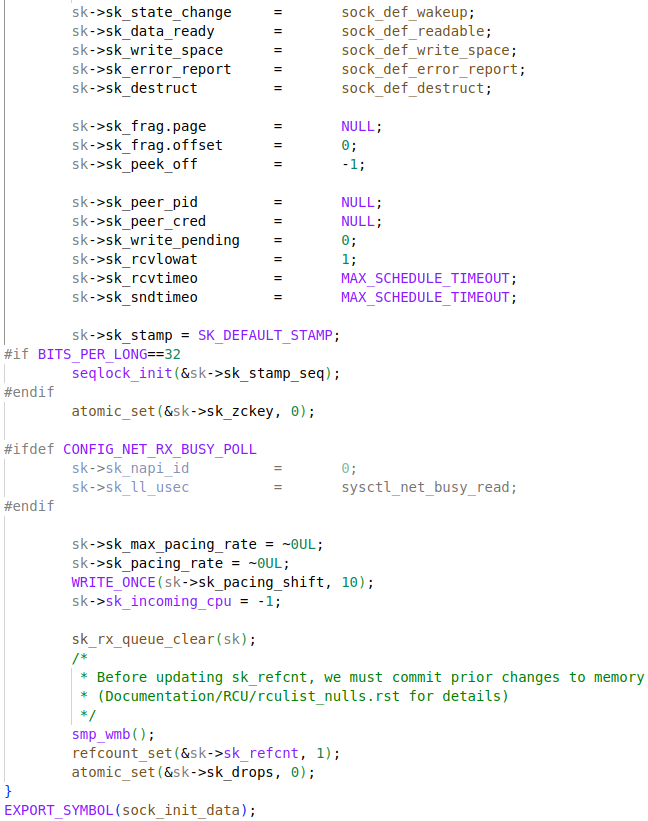 sk->sk_state_change     =       sock_def_wakeup;
sk->sk_data_ready       =       sock_def_readable;
sk->sk_write_space      =       sock_def_write_space;
sk->sk_error_report     =       sock_def_error_report;
sk->sk_destruct         =       sock_def_destruct;
sk->sk_frag.page        =       NULL;
sk->sk_frag.offset      =       0;
sk->sk_peek_off         =       -1;
sk->sk_peer_pid         =       NULL;
sk->sk_peer_cred        =       NULL;
sk->sk_write_pending    =       0;
sk->sk_rcvlowat         =       1;
sk->sk_rcvtimeo         =       MAX_SCHEDULE_TIMEOUT;
sk->sk_sndtimeo         =       MAX_SCHEDULE_TIMEOUT;
sk->sk_stamp = SK_DEFAULT_STAMP;
#if BITS_PER_LONG==32
seqlock_init(&sk->sk_stamp_seq);
#endif
atomic_set(&sk->sk_zckey, 0);
#ifdef CONFIG_NET_RX_BUSY_POLL
sk->sk_napi_id          =       0;
sk->sk_ll_usec          =       sysctl_net_busy_read;
#endif
sk->sk_max_pacing_rate = ~0UL;
sk->sk_pacing_rate = ~0UL;
WRITE_ONCE(sk->sk_pacing_shift, 10);
sk->sk_incoming_cpu = -1;
sk_rx_queue_clear(sk);
/*
* Before updating sk_refcnt, we must commit prior changes to memory
* (Documentation/RCU/rculist_nulls.rst for details)
*/
smp_wmb();
refcount_set(&sk->sk_refcnt, 1);
atomic_set(&sk->sk_drops, 0);
}
EXPORT_SYMBOL(sock_init_data);